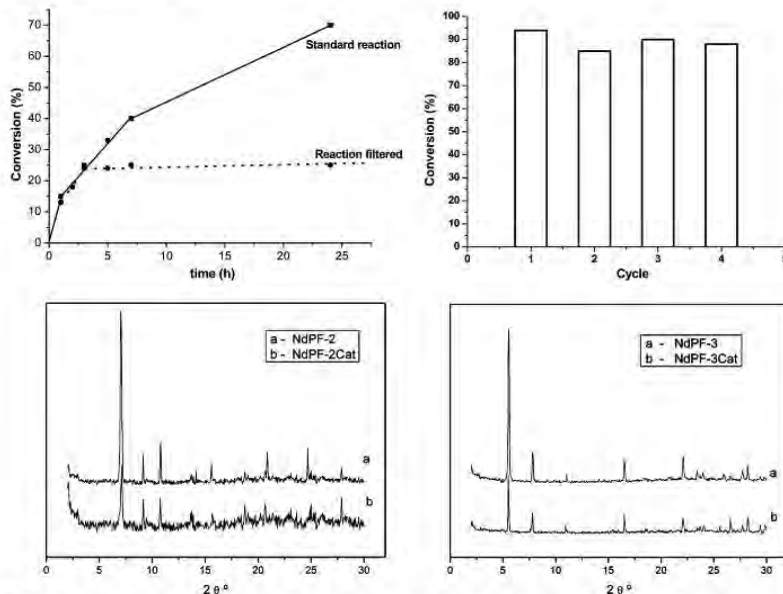 70
60
50
40
30
20
10
0
Conversion (%)
Standard reaction
Reaction filtered
0 5 10 15 20 25
time (h)
100
90
80
70
60
50
40
30
20
10
0
Conversion (%)
0 1 2 3 4
Cycle
a - NdPF-2
b - NdPF-2Cat
a
b
0 5 10 15 20 25 30
2 θ º
a - NdPF-3
b - NdPF-3Cat
a
b
0 5 10 15 20 25 30
2 θ º